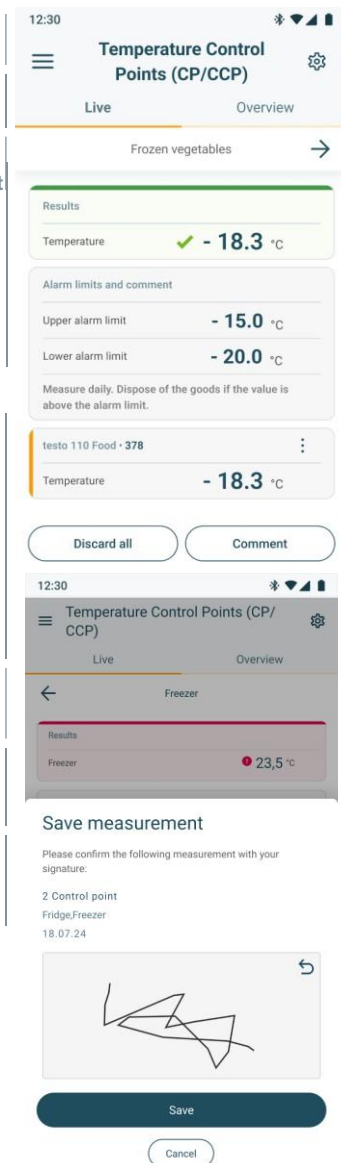 12:30
Temperature Control
Points (CP/CCP)
Live Overview
Frozen vegetables
t
Results
Temperature - 18.3 °C
Alarm limits and comment
Upper alarm limit - 15.0 °C
Lower alarm limit - 20.0 °C
Measure daily. Dispose of the goods if the value is
above the alarm limit.
testo 110 Food • 378
Temperature - 18.3 °C
Discard all Comment
12:30
Temperature Control Points (CP/
CCP)
Live Overview
Freezer
Results
Freezer 23,5 °C
Save measurement
Please confirm the following measurement with your
signature:
2 Control point
Fridge,Freezer
18.07.24
Save
Cancel